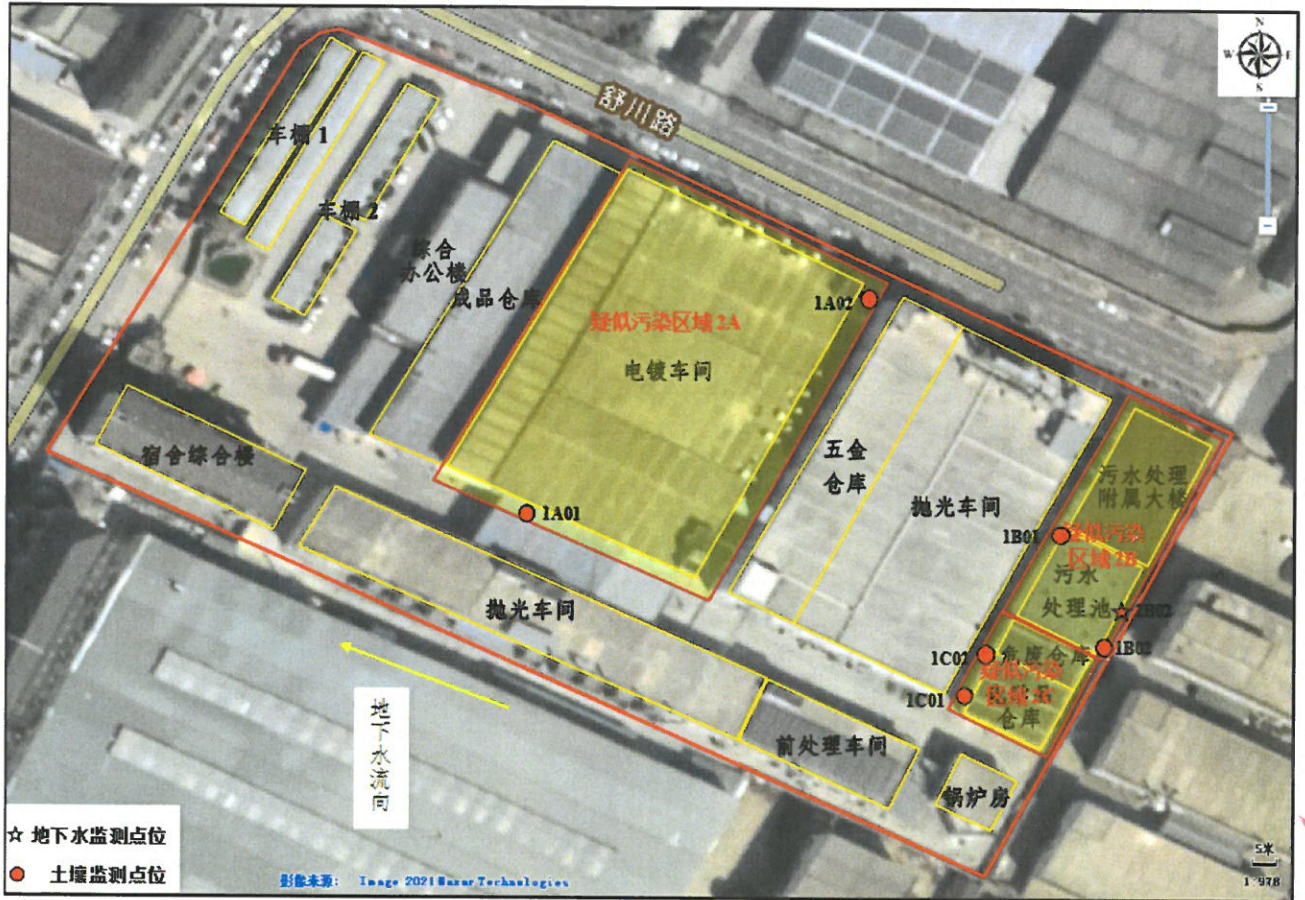 N
W
E
S
舒川路
车棚 1
车棚 2
综合
办公楼
成品仓库
疑似污染区域 2A
电镀车间
1A02
1A01
五金
仓库
抛光车间
污水处理
附属大楼
1B01
疑似污染
区域 2B
污水
处理池
2B02
1B02
1C02
危废仓库
疑似污染
1C01
仓库
宿舍综合楼
抛光车间
前处理车间
锅炉房
地下水流向
地下水监测点位
土壤监测点位
影像来源: Image 2021 Maxar Technologies
5米
1:978